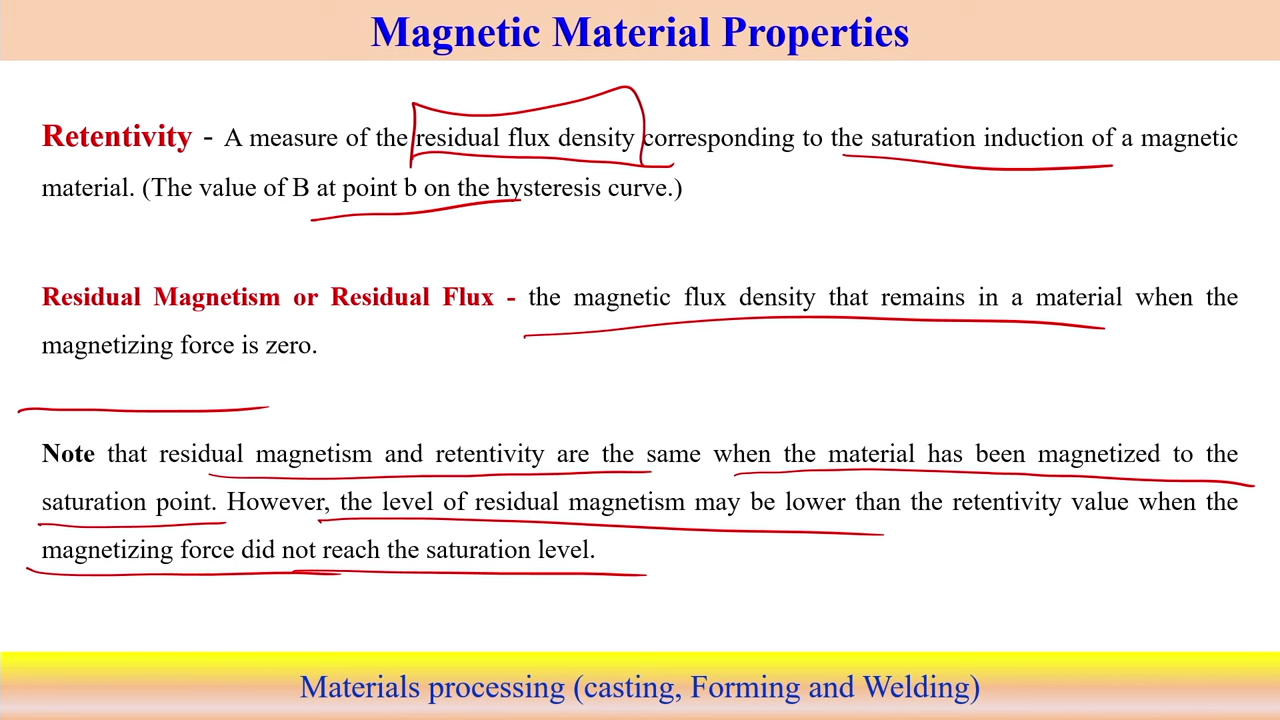 Magnetic Material Properties
Retentivity - A measure of the residual flux density corresponding to the saturation induction of a magnetic
material. (The value of B at point b on the hysteresis curve.)
Residual Magnetism or Residual Flux - the magnetic flux density that remains in a material when the
magnetizing force is zero.
Note that residual magnetism and retentivity are the same when the material has been magnetized to the
saturation point. However, the level of residual magnetism may be lower than the retentivity value when the
magnetizing force did not reach the saturation level.
Materials processing (casting, Forming and Welding)